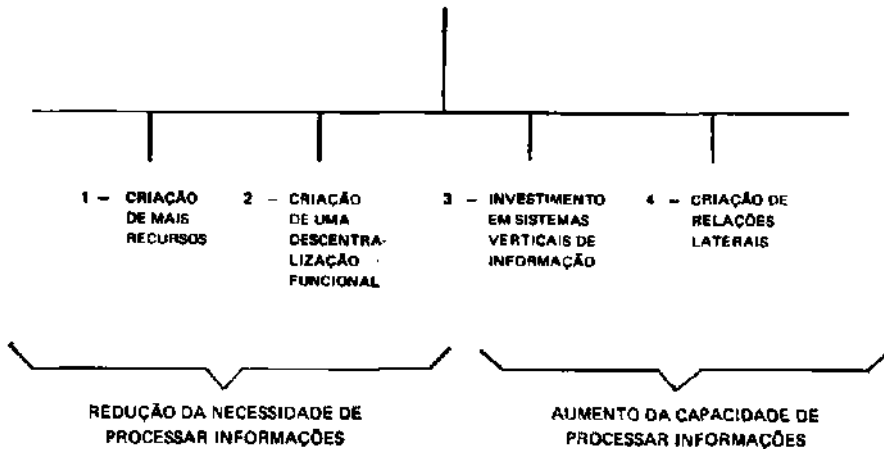 1 – CRIAÇÃO
DE MAIS
RECURSOS
2 – CRIAÇÃO
DE UMA
DESCENTRA-
LIZAÇÃO
FUNCIONAL
3 – INVESTIMENTO
EM SISTEMAS
VERTICAIS DE
INFORMAÇÃO
4 – CRIAÇÃO DE
RELAÇÕES
LATERAIS
REDUÇÃO DA NECESSIDADE DE
PROCESSAR INFORMAÇÕES
AUMENTO DA CAPACIDADE DE
PROCESSAR INFORMAÇÕES